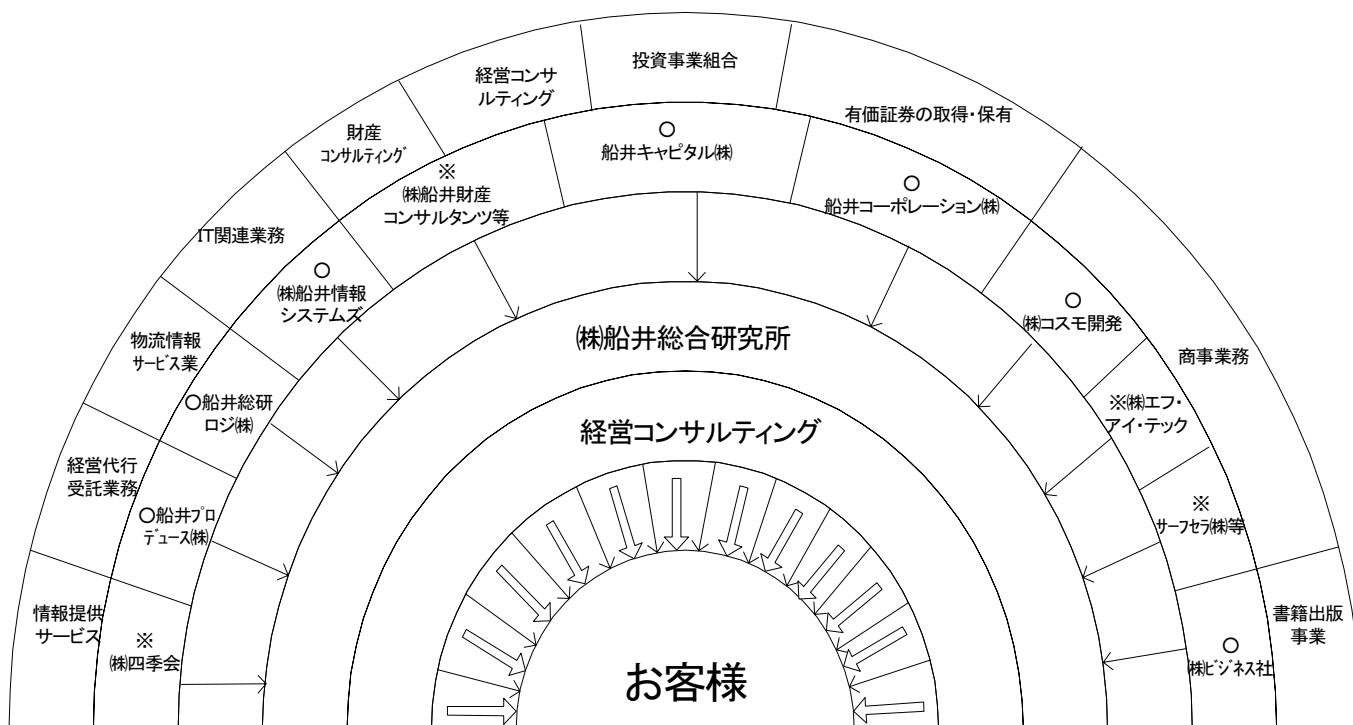 投資事業組合
経営コンサ
ルティング
有価証券の取得・保有
財産
コンサルティング
○
船井キャピタル㈱
※
㈱船井財産
コンサルタンツ等
○
船井コーポレーション㈱
IT関連業務
○
㈱船井情報
システムズ
○
㈱コスモ開発
物流情報
サービス業
㈱船井総合研究所
商事業務
○船井総研
ロジ㈱
※㈱エフ・
アイ・テック
経営コンサルティング
経営代行
受託業務
○船井プロ
デュース㈱
※
サーフセラ㈱等
情報提供
サービス
※
㈱四季会
書籍出版
事業
○
㈱ビジネス社
お客様